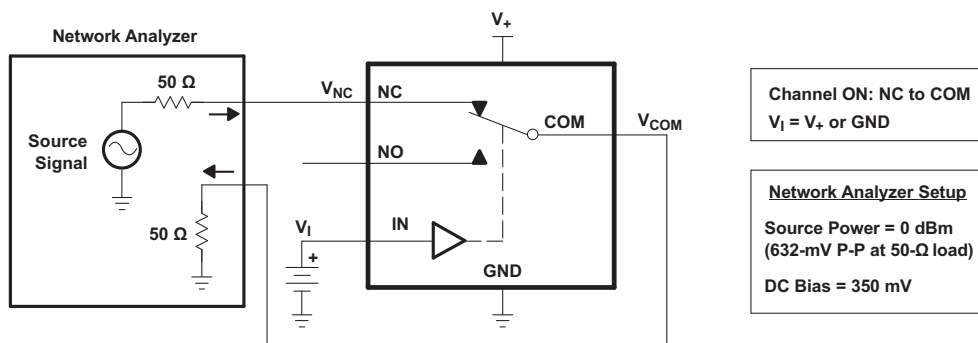 Network Analyzer
50 Ω
Source
Signal
50 Ω
V+
VNC
NC
COM
VCOM
NO
VI
IN
+
GND
Channel ON: NC to COM
VI = V+ or GND
Network Analyzer Setup
Source Power = 0 dBm
(632-mV P-P at 50-Ω load)
DC Bias = 350 mV